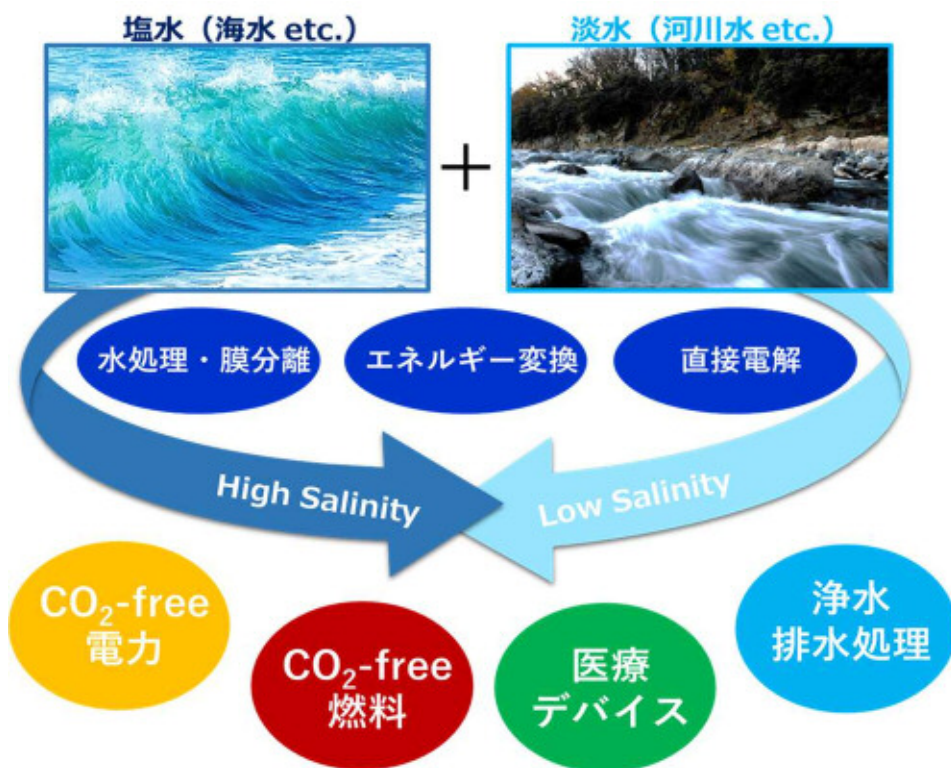 塩水（海水 etc.）
淡水（河川水 etc.）
＋
水処理・膜分離
エネルギー変換
直接電解
High Salinity
Low Salinity
CO₂-free
電力
CO₂-free
燃料
医療
デバイス
浄水
排水処理